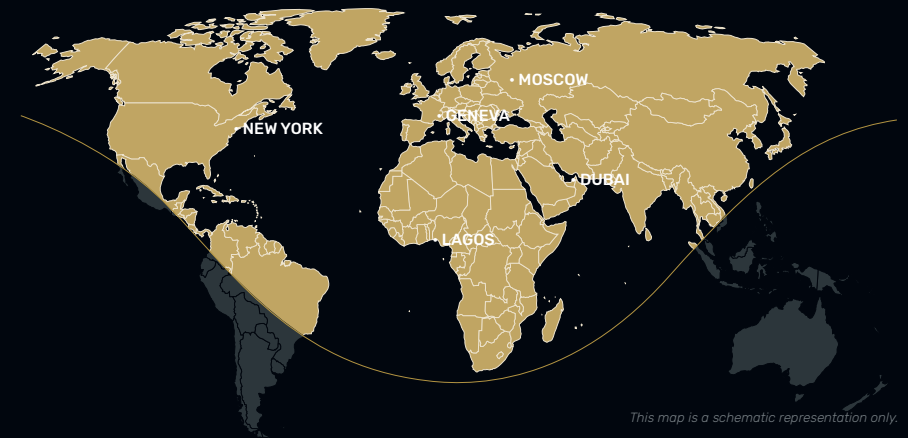 MOSCOW
GENEVA
NEW YORK
DUBAI
LAGOS
This map is a schematic representation only.